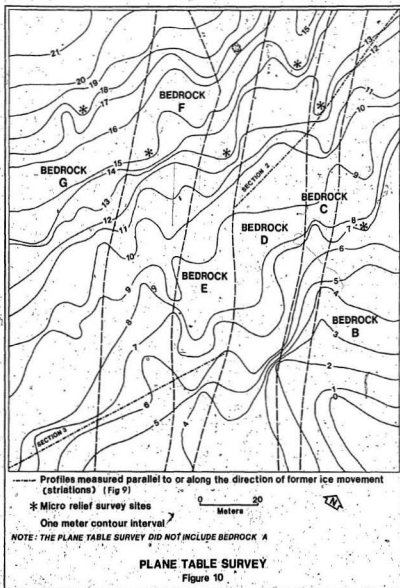 15
13
12
21
20
19
18
17
16
BEDROCK
F
11
10
BEDROCK
G
15
14
SECTION 2
9
BEDROCK
C
13
12
11
8
7
BEDROCK
D
6
10
BEDROCK
E
5
4
9
8
8
3
BEDROCK
B
7
2
6
5
4
1
0
SECTION 3
Profiles measured parallel to or along the direction of former ice movement
(striations) (Fig 9)
* Micro relief survey sites
0 20
Meters
N
One meter contour interval
NOTE: THE PLANE TABLE SURVEY DID NOT INCLUDE BEDROCK A
PLANE TABLE SURVEY
Figure 10